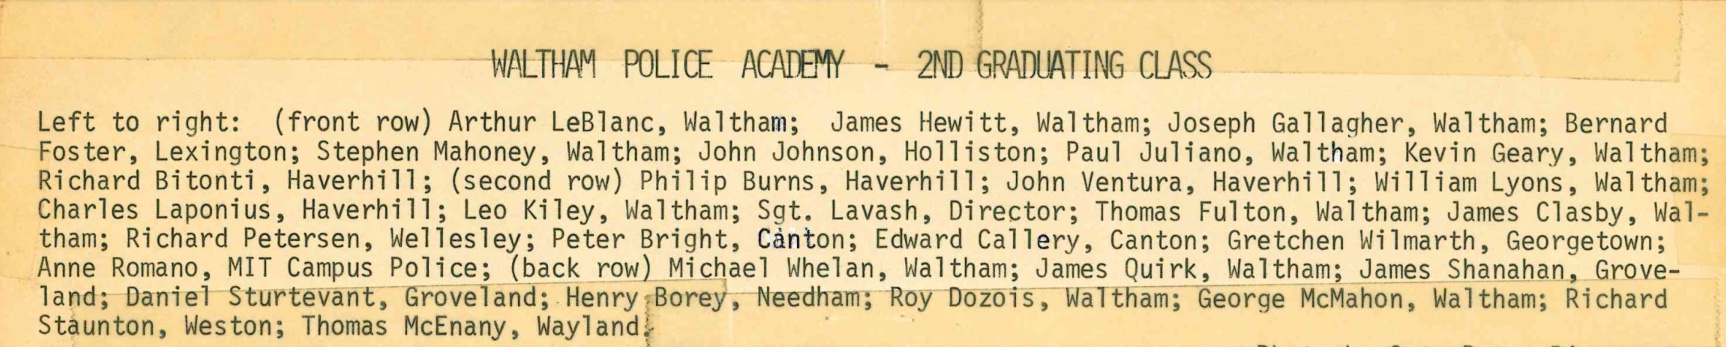 WALTHAM POLICE ACADEMY - 2ND GRADUATING CLASS
Left to right: (front row) Arthur LeBlanc, Waltham; James Hewitt, Waltham; Joseph Gallagher, Waltham; Bernard
Foster, Lexington; Stephen Mahoney, Waltham; John Johnson, Holliston; Paul Juliano, Waltham; Kevin Geary, Waltham;
Richard Bitonti, Haverhill; (second row) Philip Burns, Haverhill; John Ventura, Haverhill; William Lyons, Waltham;
Charles Laponius, Haverhill; Leo Kiley, Waltham; Sgt. Lavash, Director; Thomas Fulton, Waltham; James Clasby, Wal-
tham; Richard Petersen, Wellesley; Peter Bright, Canton; Edward Callery, Canton; Gretchen Wilmarth, Georgetown;
Anne Romano, MIT Campus Police; (back row) Michael Whelan, Waltham; James Quirk, Waltham; James Shanahan, Grove-
land; Daniel Sturtevant, Groveland; Henry Borey, Needham; Roy Dozois, Waltham; George McMahon, Waltham; Richard
Staunton, Weston; Thomas McEnany, Wayland.